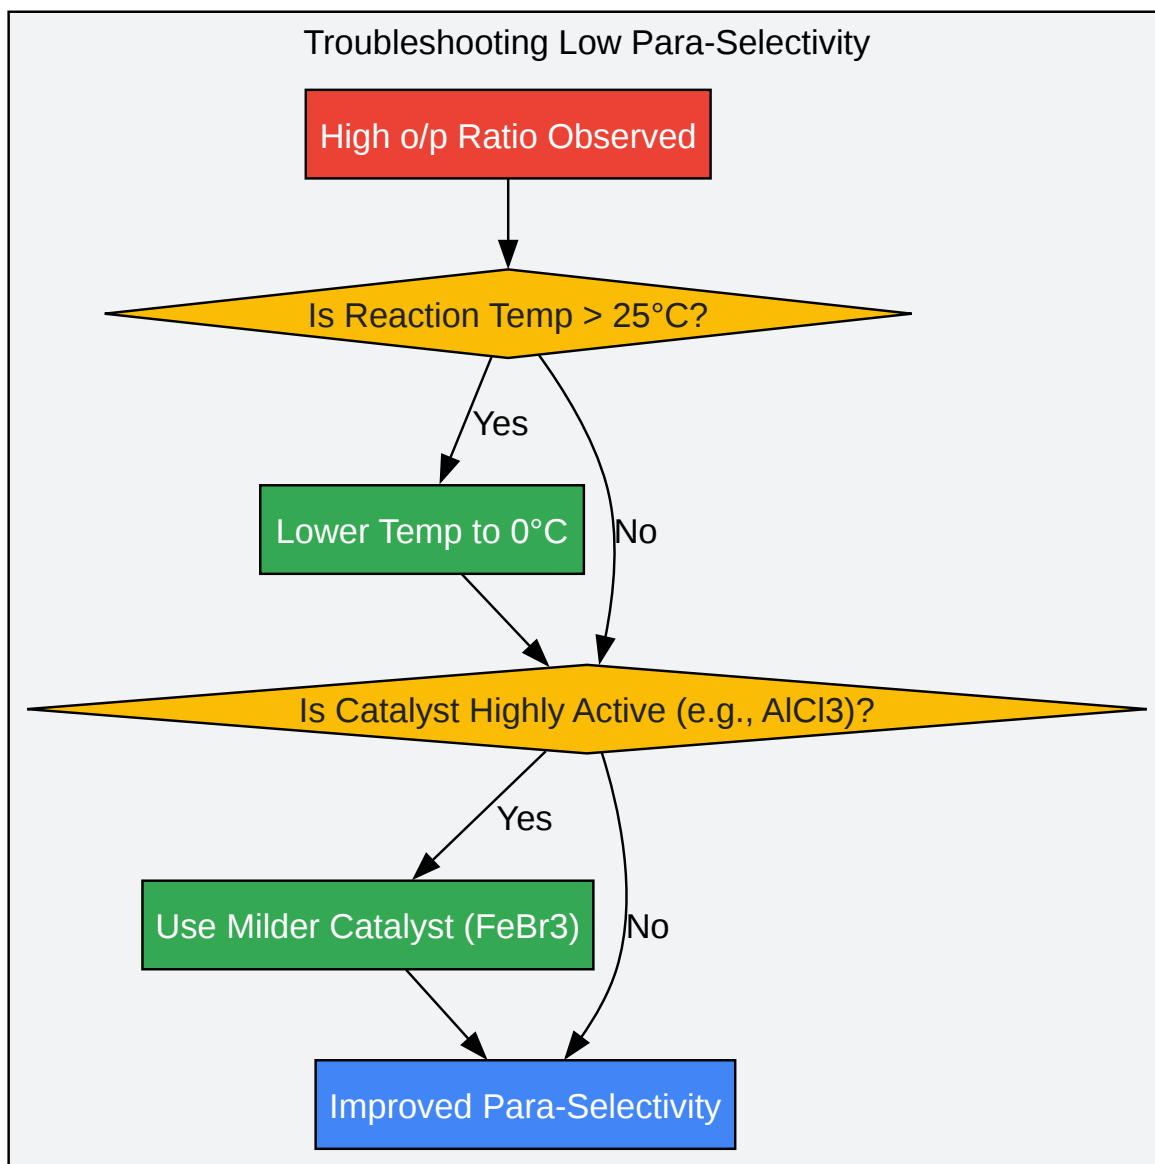 Troubleshooting Low Para-Selectivity
High o/p Ratio Observed
Is Reaction Temp > 25°C?
Yes
Lower Temp to 0°C
No
Is Catalyst Highly Active (e.g., AlCl3)?
Yes
Use Milder Catalyst (FeBr3)
No
Improved Para-Selectivity